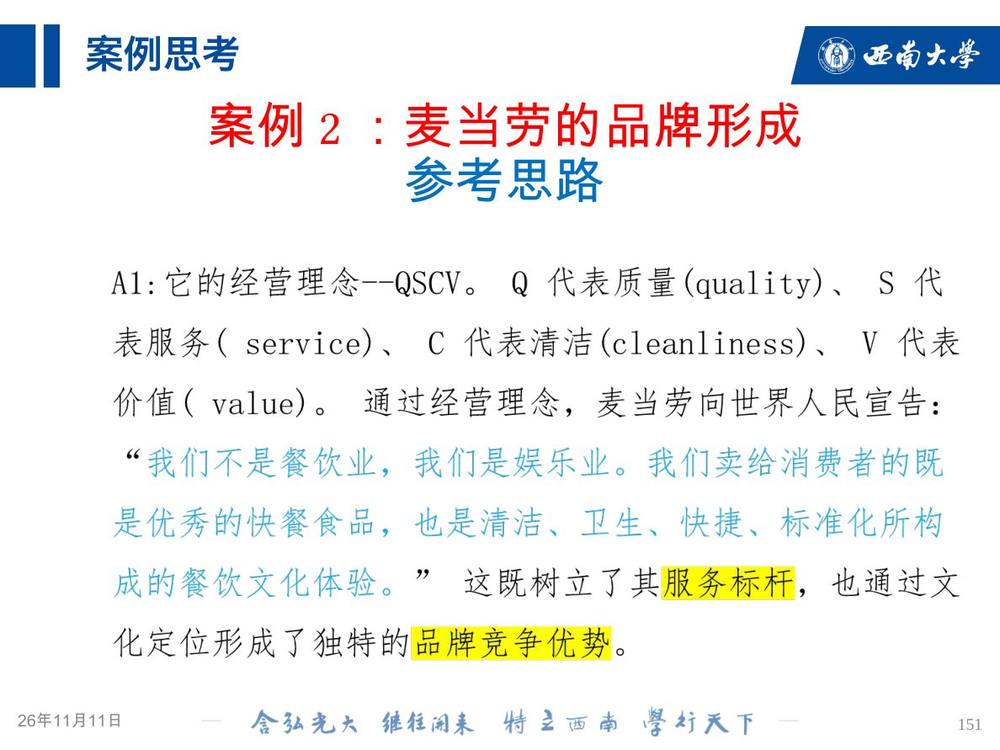 案例思考
西南大学
案例 2 ：麦当劳的品牌形成
参考思路
A1:它的经营理念--QSCV。 Q 代表质量(quality)、 S 代
表服务( service)、 C 代表清洁(cleanliness)、 V 代表
价值( value)。 通过经营理念，麦当劳向世界人民宣告：
“我们不是餐饮业，我们是娱乐业。我们卖给消费者的既
是优秀的快餐食品，也是清洁、卫生、快捷、标准化所构
成的餐饮文化体验。” 这既树立了其服务标杆，也通过文
化定位形成了独特的品牌竞争优势。
26年11月11日
含弘光大 继往开来 特立西南 学行天下
151